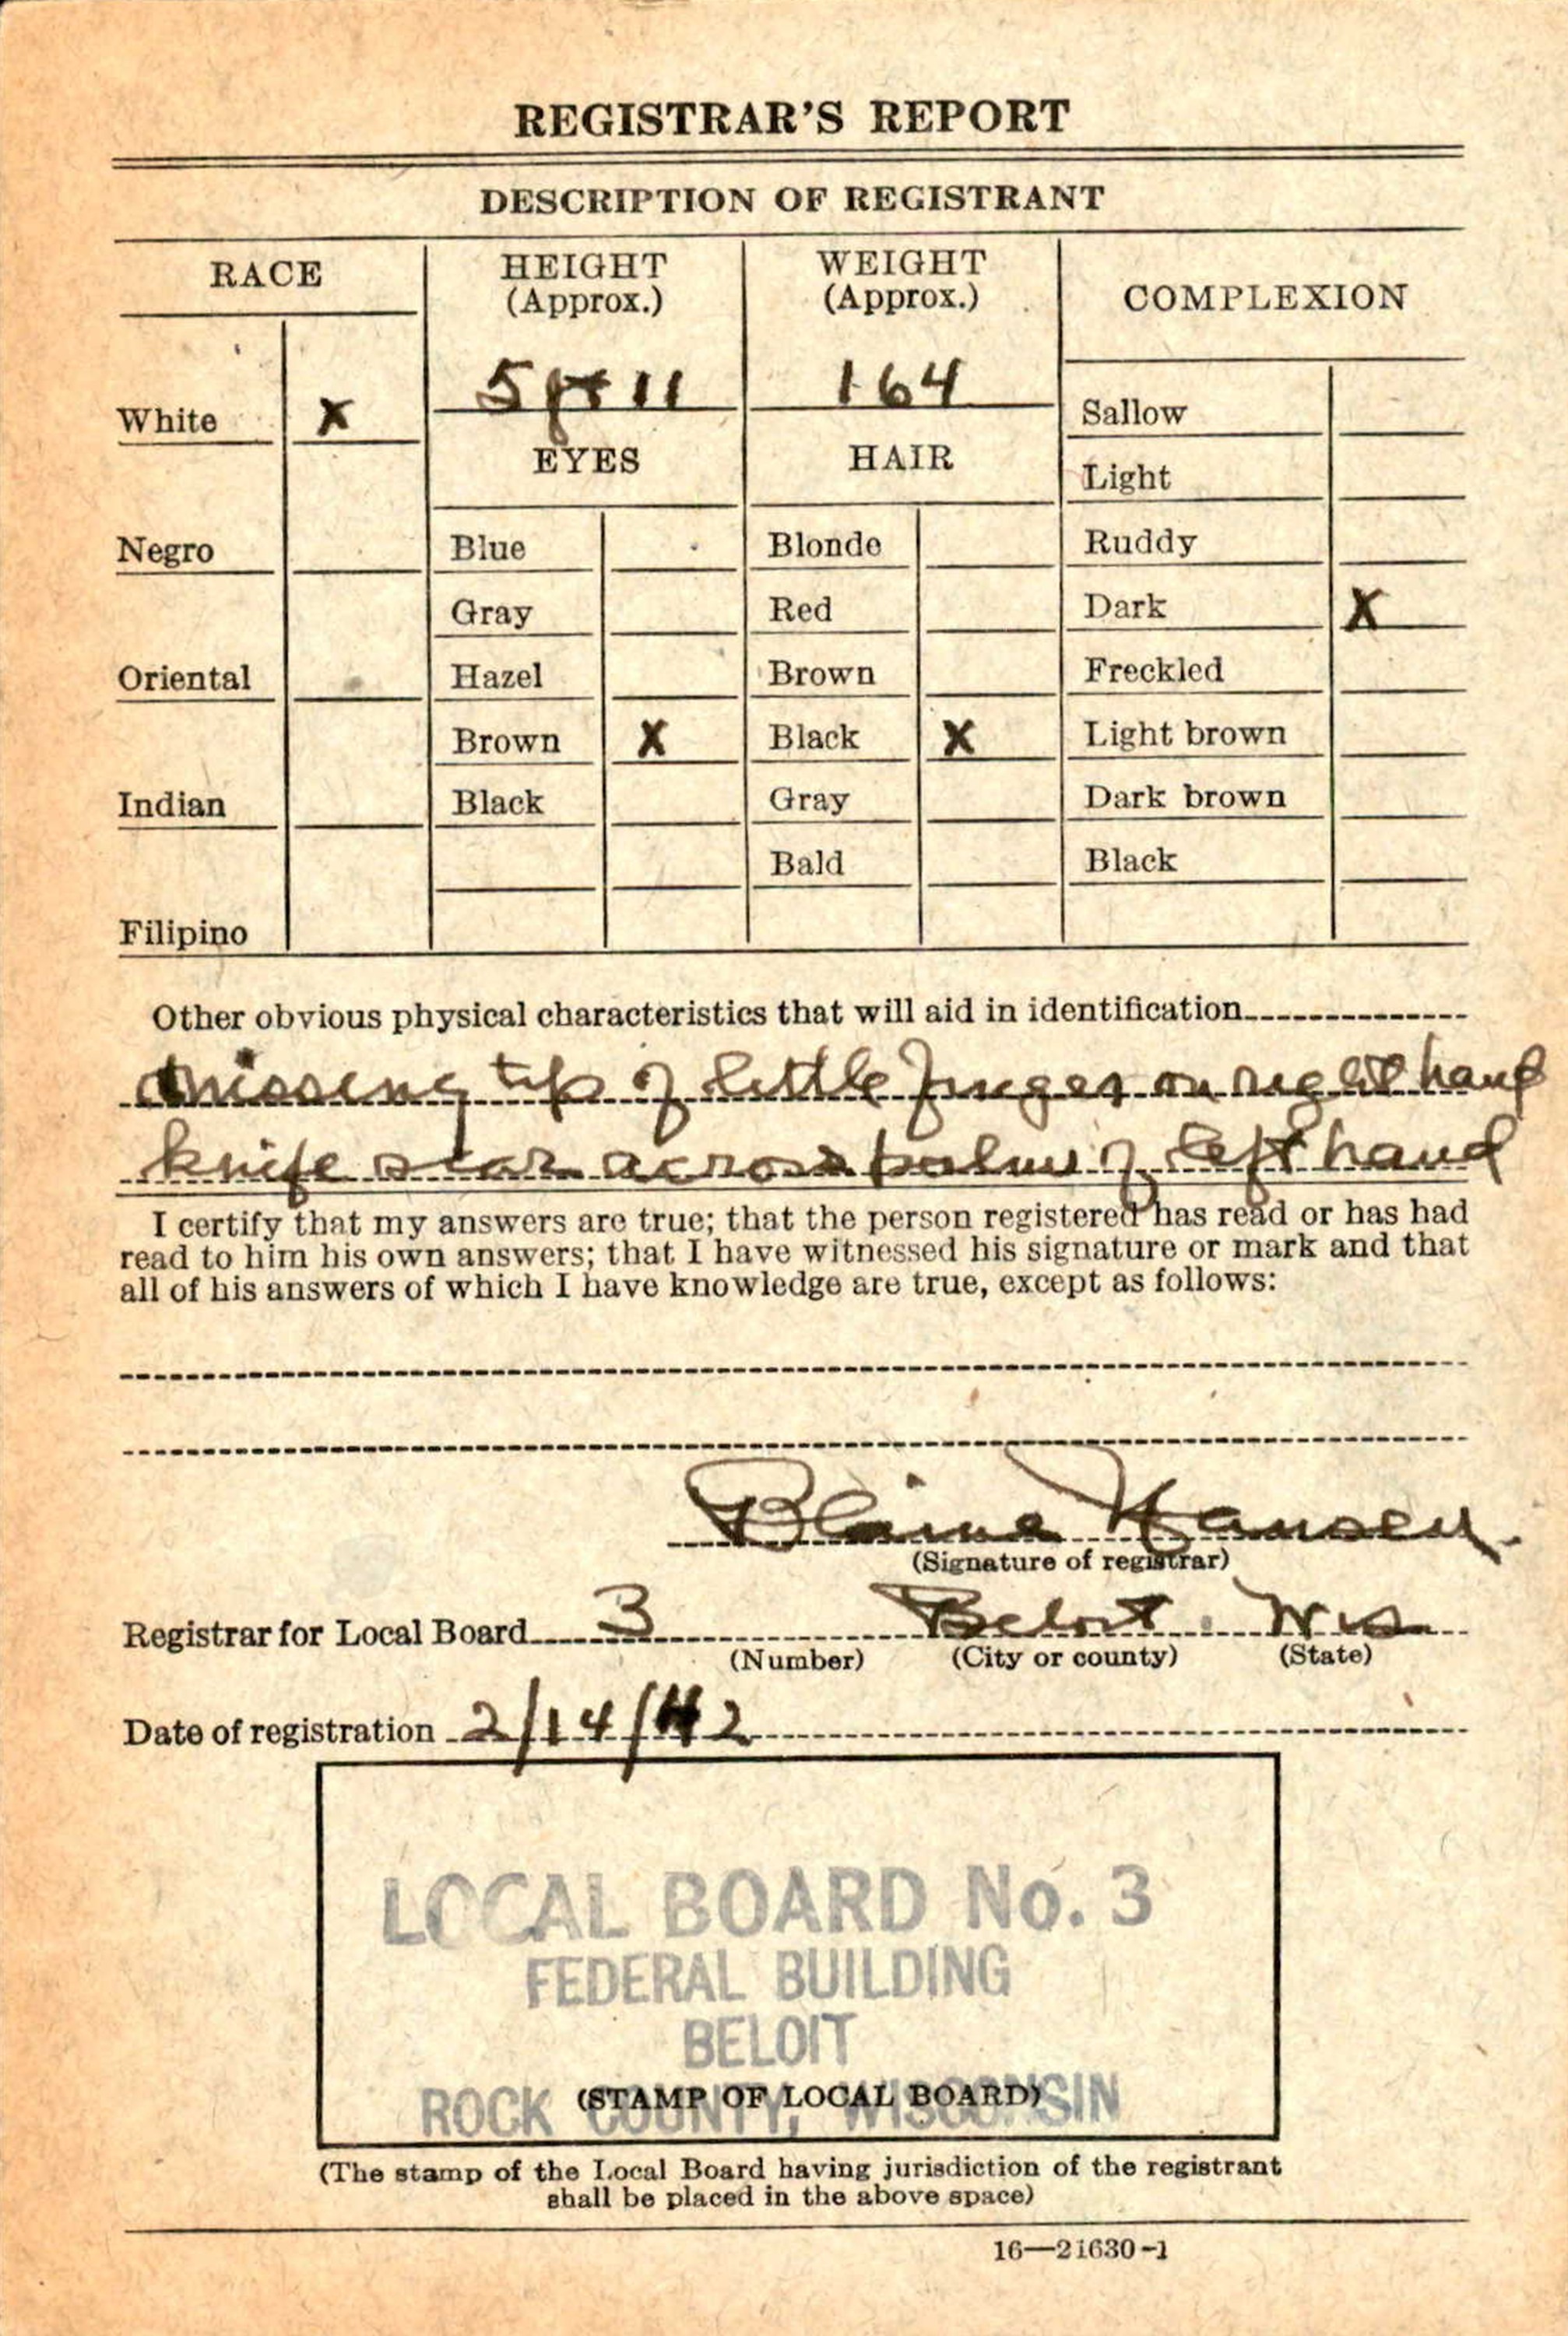 REGISTRAR'S REPORT
DESCRIPTION OF REGISTRANT
RACE
HEIGHT
(Approx.)
WEIGHT
(Approx.)
COMPLEXION
5 ft 11
164
White X
Sallow
EYES
HAIR
Light
Negro
Blue
Blonde
Ruddy
Gray
Red
Dark X
Oriental
Hazel
Brown
Freckled
Brown X
Black X
Light brown
Indian
Black
Gray
Dark brown
Bald
Black
Filipino
Other obvious physical characteristics that will aid in identification
missing tip of little finger on right hand
knife scar across palm of left hand
I certify that my answers are true; that the person registered has read or has had
read to him his own answers; that I have witnessed his signature or mark and that
all of his answers of which I have knowledge are true, except as follows:
Blaine Hansen
(Signature of registrar)
Registrar for Local Board 3 Beloit Wis
(Number) (City or county) (State)
Date of registration 2/14/42
LOCAL BOARD No. 3
FEDERAL BUILDING
BELOIT
ROCK COUNTY, WISCONSIN
(STAMP OF LOCAL BOARD)
(The stamp of the Local Board having jurisdiction of the registrant
shall be placed in the above space)
16—21630-1